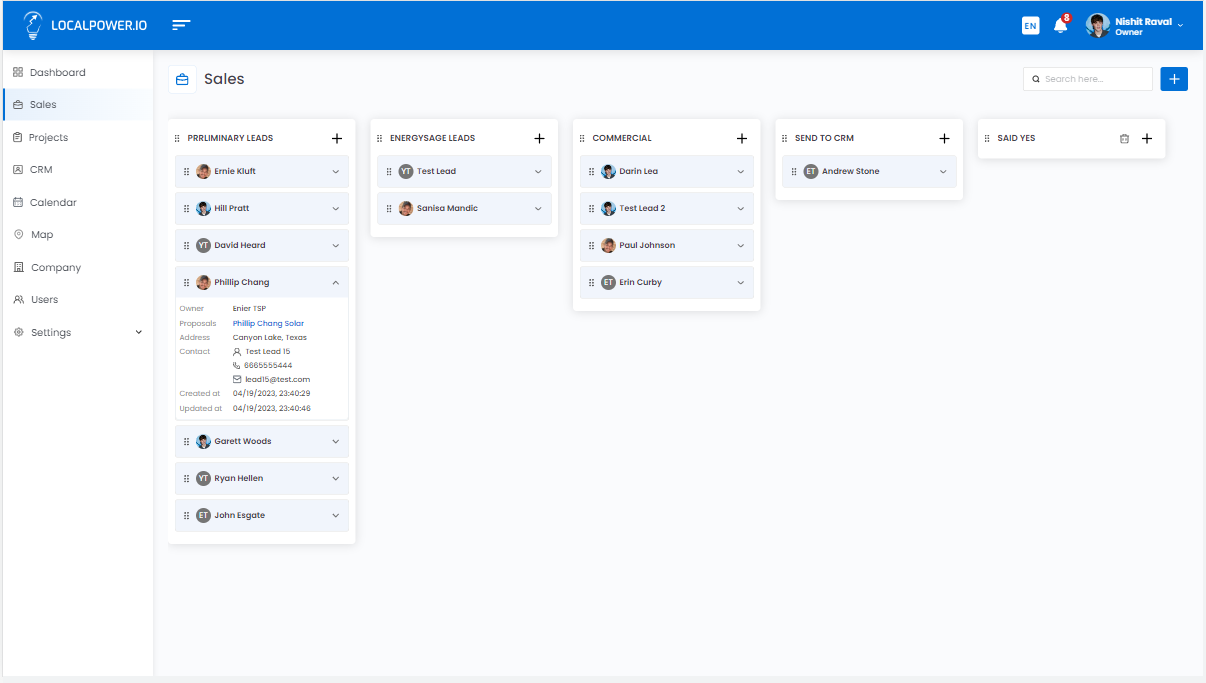 LOCALPOWER.IO
EN
8
Nishit Raval
Owner
Dashboard
Sales
Projects
CRM
Calendar
Map
Company
Users
Settings
Sales
Search here...
PRRLIMINARY LEADS
Ernie Kluft
Hill Pratt
YT David Heard
Phillip Chang
Owner Enier TSP
Proposals Phillip Chang Solar
Address Canyon Lake, Texas
Contact Test Lead 15
6665555444
lead15@test.com
Created at 04/19/2023, 23:40:29
Updated at 04/19/2023, 23:40:46
Garett Woods
YT Ryan Hellen
ET John Esgate
ENERGYSAGE LEADS
YT Test Lead
Sanisa Mandic
COMMERCIAL
Darin Lea
Test Lead 2
Paul Johnson
ET Erin Curby
SEND TO CRM
ET Andrew Stone
SAID YES